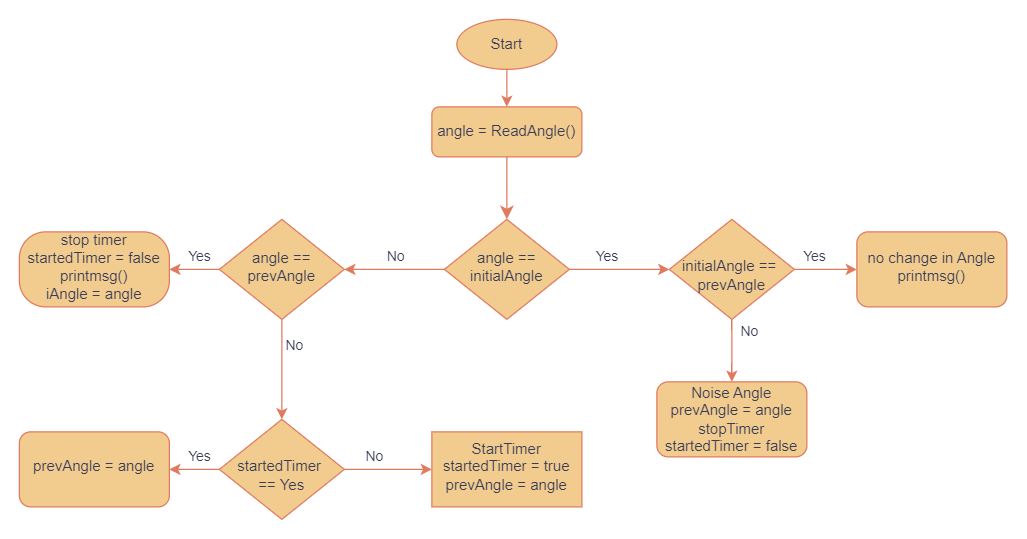 Start
angle = ReadAngle()
stop timer
startedTimer = false
printmsg()
iAngle = angle
Yes
angle ==
prevAngle
No
angle ==
initialAngle
Yes
initialAngle ==
prevAngle
Yes
no change in Angle
printmsg()
No
No
Noise Angle
prevAngle = angle
stopTimer
startedTimer = false
prevAngle = angle
Yes
startedTimer
== Yes
No
StartTimer
startedTimer = true
prevAngle = angle